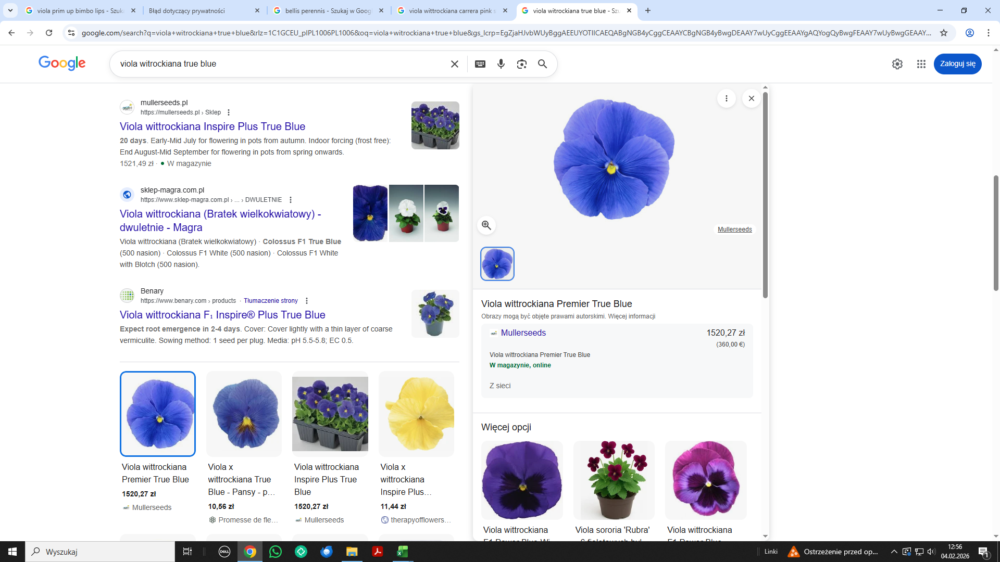 viola prim up bimbo lips - Szuk
Błąd dotyczący prywatności
bellis perennis - Szukaj w Goog
viola wittrockiana carrera pink s
viola witrockiana true blue - Sz
google.com/search?q=viola+witrockiana+true+blue&rlz=1C1GCEU_plPL1006PL1006&oq=viola+witrockiana+true+blue&gs_lcrp=EgZjaHJvbWUyBggAEEUYOTIICAEQABgNGB4yCggCEAAYCBgNGB4yBwgDEAAY7wUyCggEEAAYgAQYogQyBwgFEAAY7wUyBwgGEAAY...
Google
viola witrockiana true blue
Zaloguj się
mullerseeds.pl
https://mullerseeds.pl › Sklep
Viola wittrockiana Inspire Plus True Blue
20 days. Early-Mid July for flowering in pots from autumn. Indoor forcing (frost free):
End August-Mid September for flowering in pots from spring onwards.
1521,49 zł · W magazynie
sklep-magra.com.pl
https://www.sklep-magra.com.pl › ... › DWULETNIE
Viola wittrockiana (Bratek wielkokwiatowy) -
dwuletnie - Magra
Viola wittrockiana (Bratek wielkokwiatowy) · Colossus F1 True Blue
(500 nasion) · Colossus F1 White (500 nasion) · Colossus F1 White
with Blotch (500 nasion).
Benary
https://www.benary.com › products · Tłumaczenie strony
Viola wittrockiana F₁ Inspire® Plus True Blue
Expect root emergence in 2-4 days. Cover: Cover lightly with a thin layer of coarse
vermiculite. Sowing method: 1 seed per plug. Media: pH 5.5-5.8; EC 0.5.
Viola wittrockiana
Premier True Blue
1520,27 zł
Mullerseeds
Viola x
wittrockiana True
Blue - Pansy - p...
10,56 zł
Promesse de fle...
Viola wittrockiana
Inspire Plus True
Blue
1520,27 zł
Mullerseeds
Viola x
wittrockiana
Inspire Plus...
11,44 zł
therapyofflowers...
Mullerseeds
Viola wittrockiana Premier True Blue
Obrazy mogą być objęte prawami autorskimi. Więcej informacji
Mullerseeds
1520,27 zł
(360,00 €)
Viola wittrockiana Premier True Blue
W magazynie, online
Z sieci
Więcej opcji
Viola wittrockiana
Viola sororia 'Rubra'
Viola wittrockiana
Wyszukaj
DELL
Linki
Ostrzeżenie przed op...
12:56
04.02.2026
1